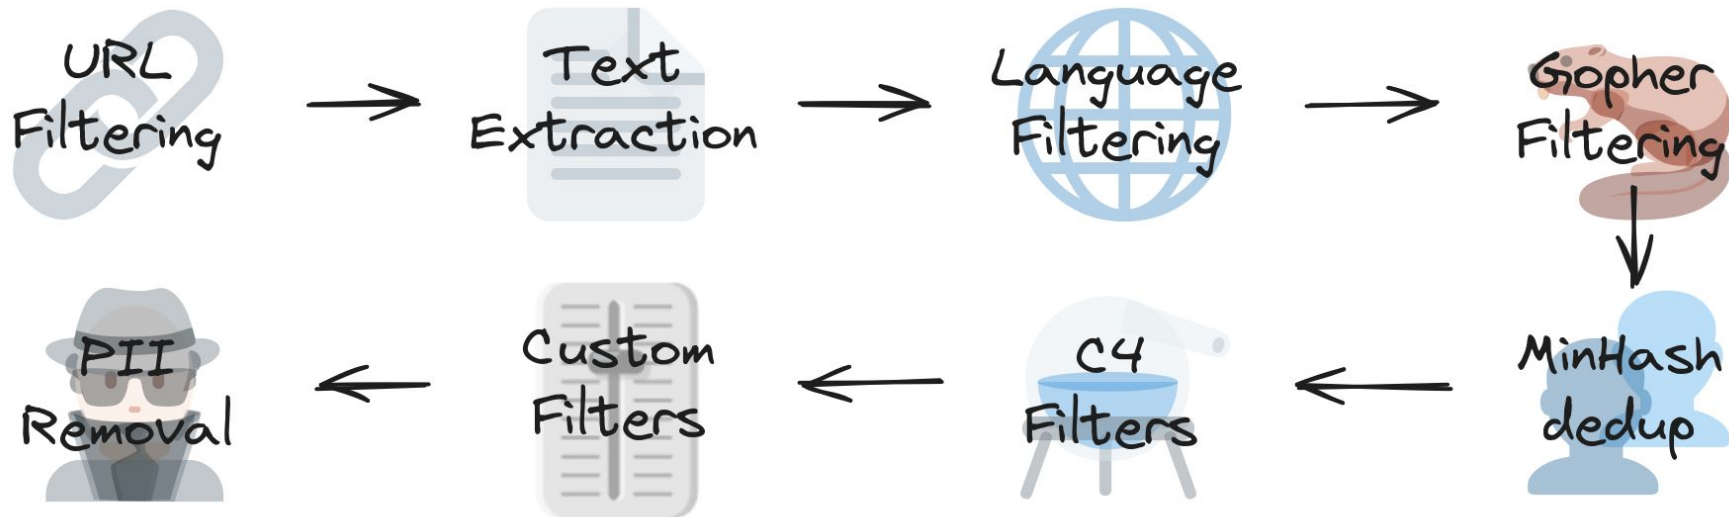 URL
Filtering
Text
Extraction
Language
Filtering
Gopher
Filtering
MinHash
dedup
C4
Filters
Custom
Filters
PII
Removal